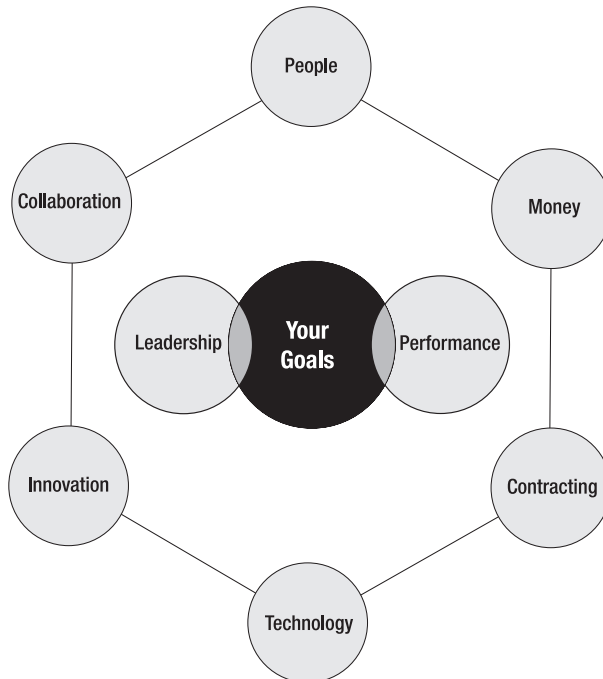 People
Collaboration
Money
Leadership
Your
Goals
Performance
Innovation
Contracting
Technology